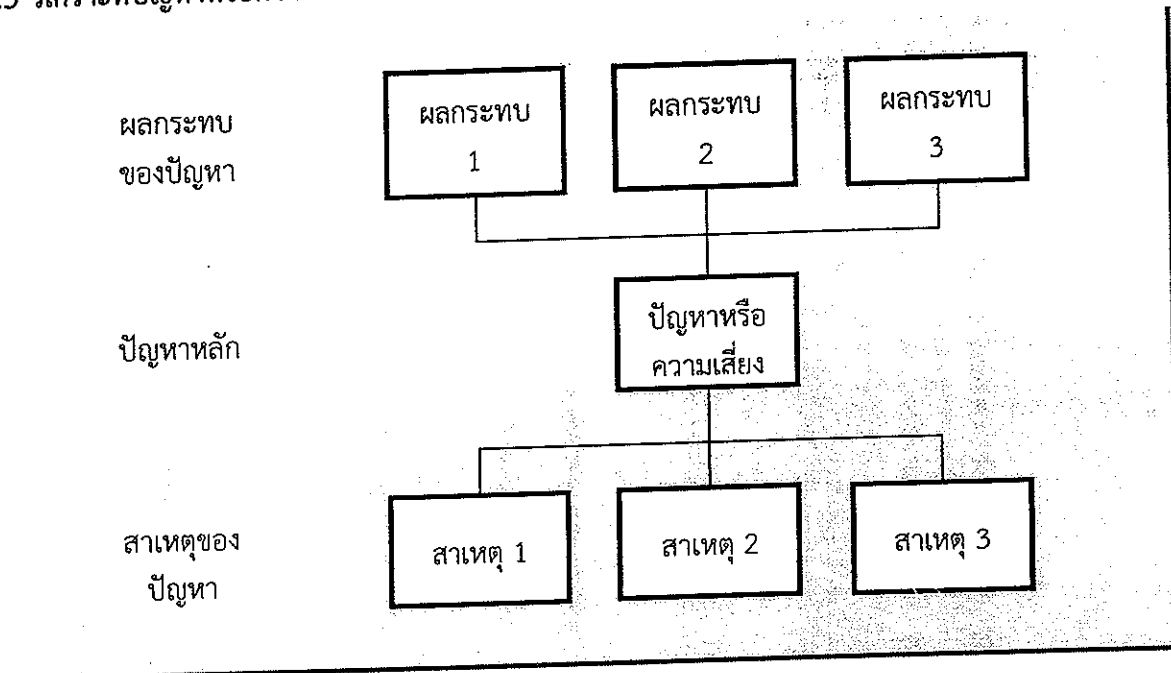 ผลกระทบ
ของปัญหา
ผลกระทบ
1
ผลกระทบ
2
ผลกระทบ
3
ปัญหาหลัก
ปัญหาหรือ
ความเสี่ยง
สาเหตุของ
ปัญหา
สาเหตุ 1
สาเหตุ 2
สาเหตุ 3